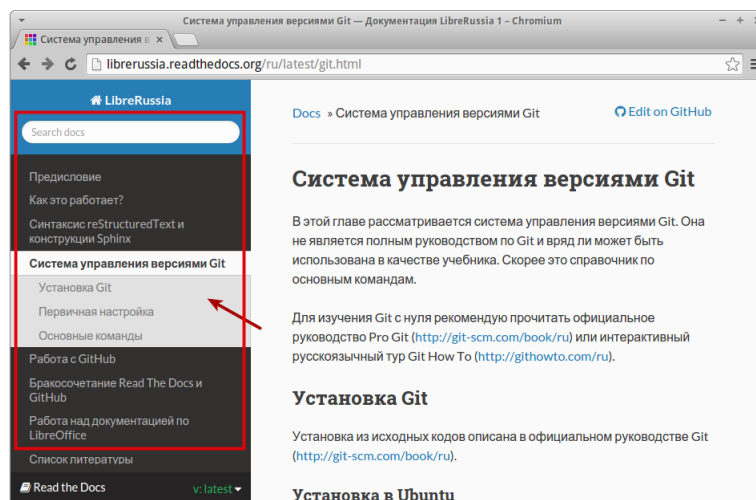 Система управления версиями Git — Документация LibreRussia 1 – Chromium
Система управления в
librerussia.readthedocs.org/ru/latest/git.html
LibreRussia
Search docs
Предисловие
Как это работает?
Синтаксис reStructuredText и
конструкции Sphinx
Система управления версиями Git
Установка Git
Первичная настройка
Основные команды
Работа с GitHub
Бракосочетание Read The Docs и
GitHub
Работа над документацией по
LibreOffice
Список литературы
Read the Docs
v: latest
Docs » Система управления версиями Git
Edit on GitHub
Система управления версиями Git
В этой главе рассматривается система управления версиями Git. Она
не является полным руководством по Git и вряд ли может быть
использована в качестве учебника. Скорее это справочник по
основным командам.
Для изучения Git с нуля рекомендую прочитать официальное
руководство Pro Git (http://git-scm.com/book/ru) или интерактивный
русскоязычный тур Git How To (http://githowto.com/ru).
Установка Git
Установка из исходных кодов описана в официальном руководстве Git
(http://git-scm.com/book/ru).
Установка в Ubuntu